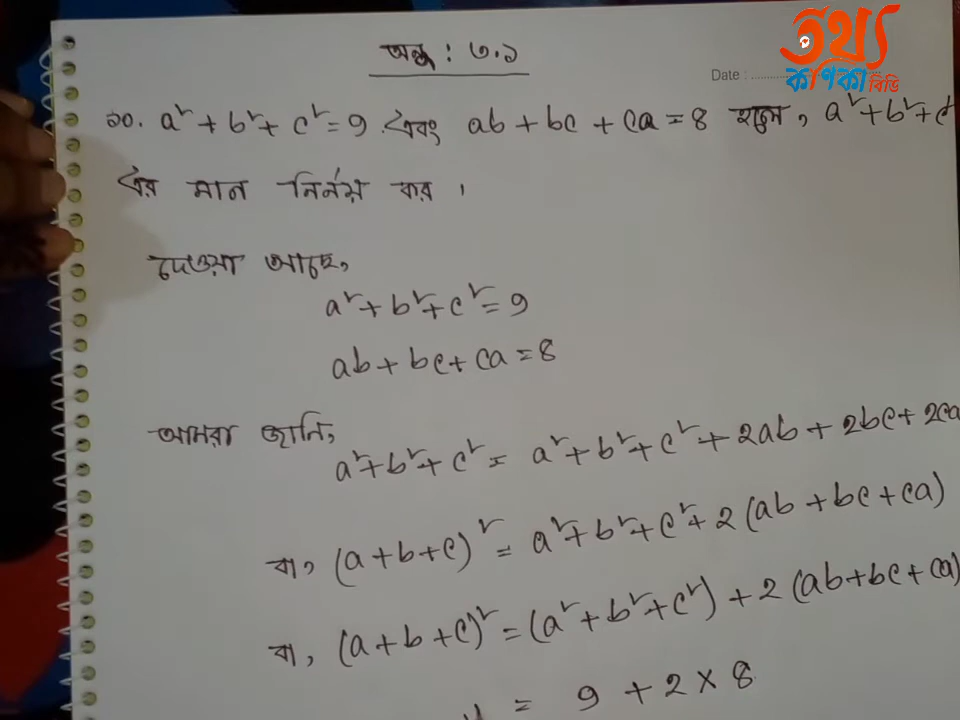 তথ্য
কণিকা বিডি
অনু : ৩.১
Date :
১০. a² + b² + c² = 9 এবং ab + bc + ca = 8 হলে, a² + b² + c²
এর মান নির্নয় কর ।
দেওয়া আছে,
a² + b² + c² = 9
ab + bc + ca = 8
আমরা জানি,
a² + b² + c² = a² + b² + c² + 2ab + 2bc + 2ca
বা, (a + b + c)² = a² + b² + c² + 2 (ab + bc + ca)
বা, (a + b + c)² = (a² + b² + c²) + 2 (ab + bc + ca)
= 9 + 2 × 8